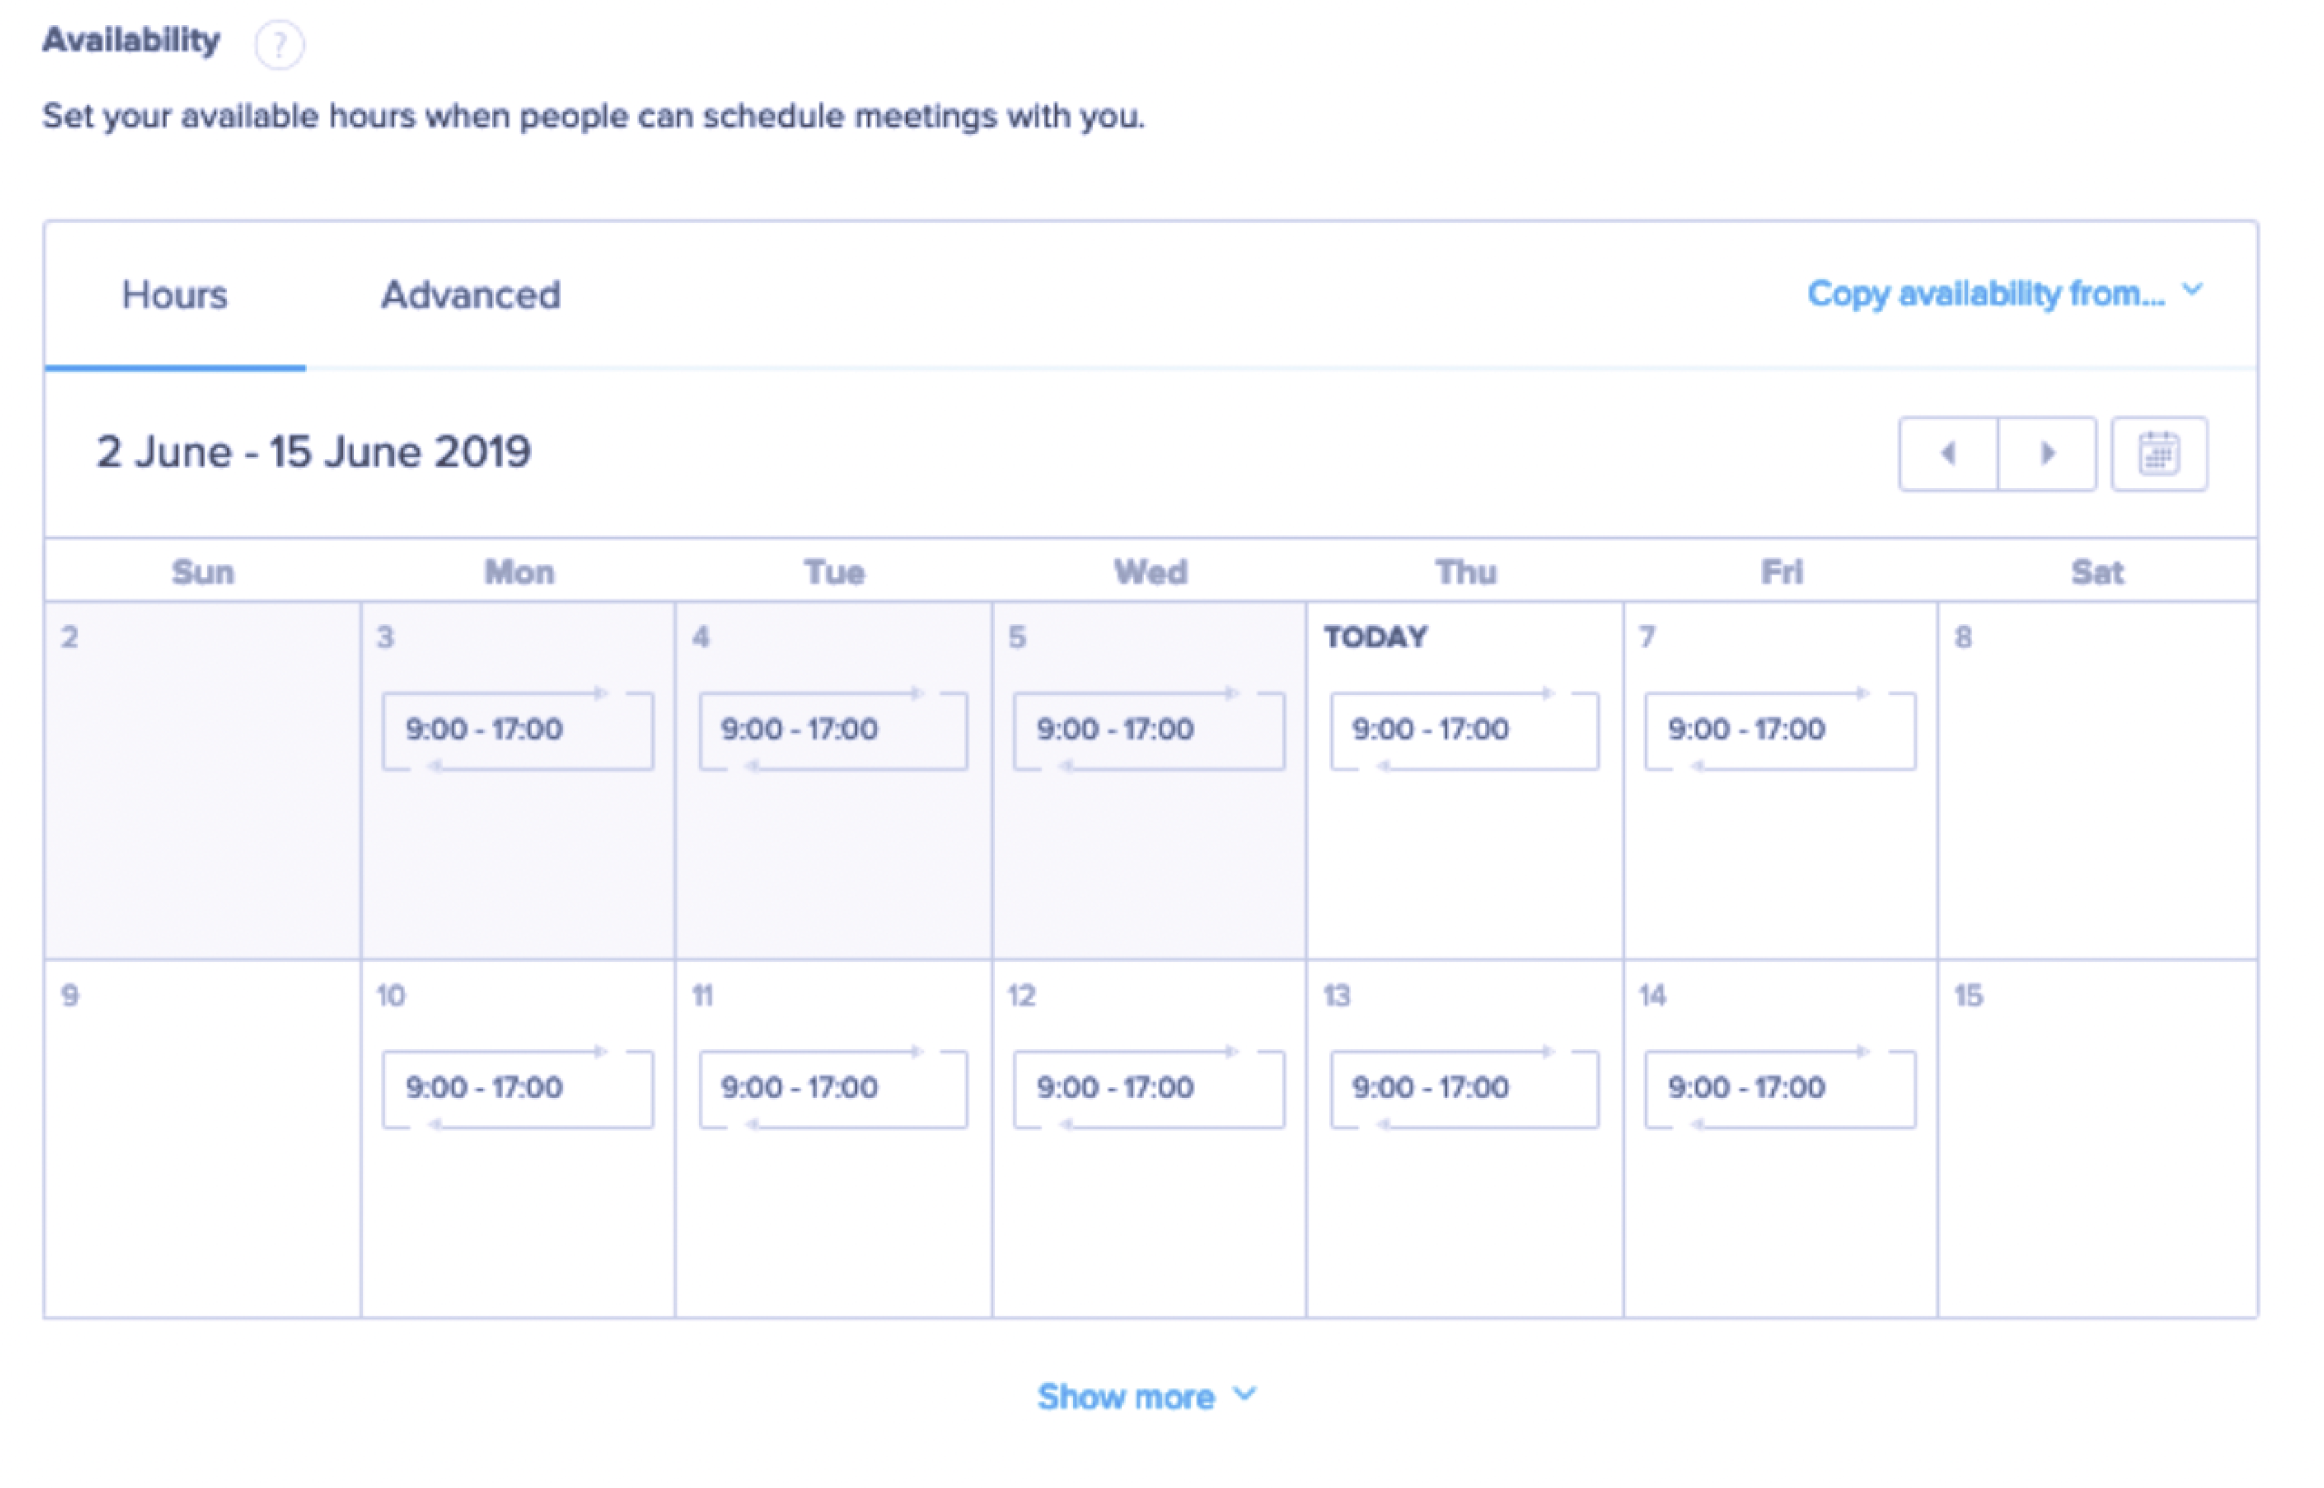 Availability ?
Set your available hours when people can schedule meetings with you.
Hours Advanced Copy availability from...
2 June - 15 June 2019
Sun Mon Tue Wed Thu Fri Sat
2 3 4 5 TODAY 7 8
9:00 - 17:00 9:00 - 17:00 9:00 - 17:00 9:00 - 17:00 9:00 - 17:00
9 10 11 12 13 14 15
9:00 - 17:00 9:00 - 17:00 9:00 - 17:00 9:00 - 17:00 9:00 - 17:00
Show more